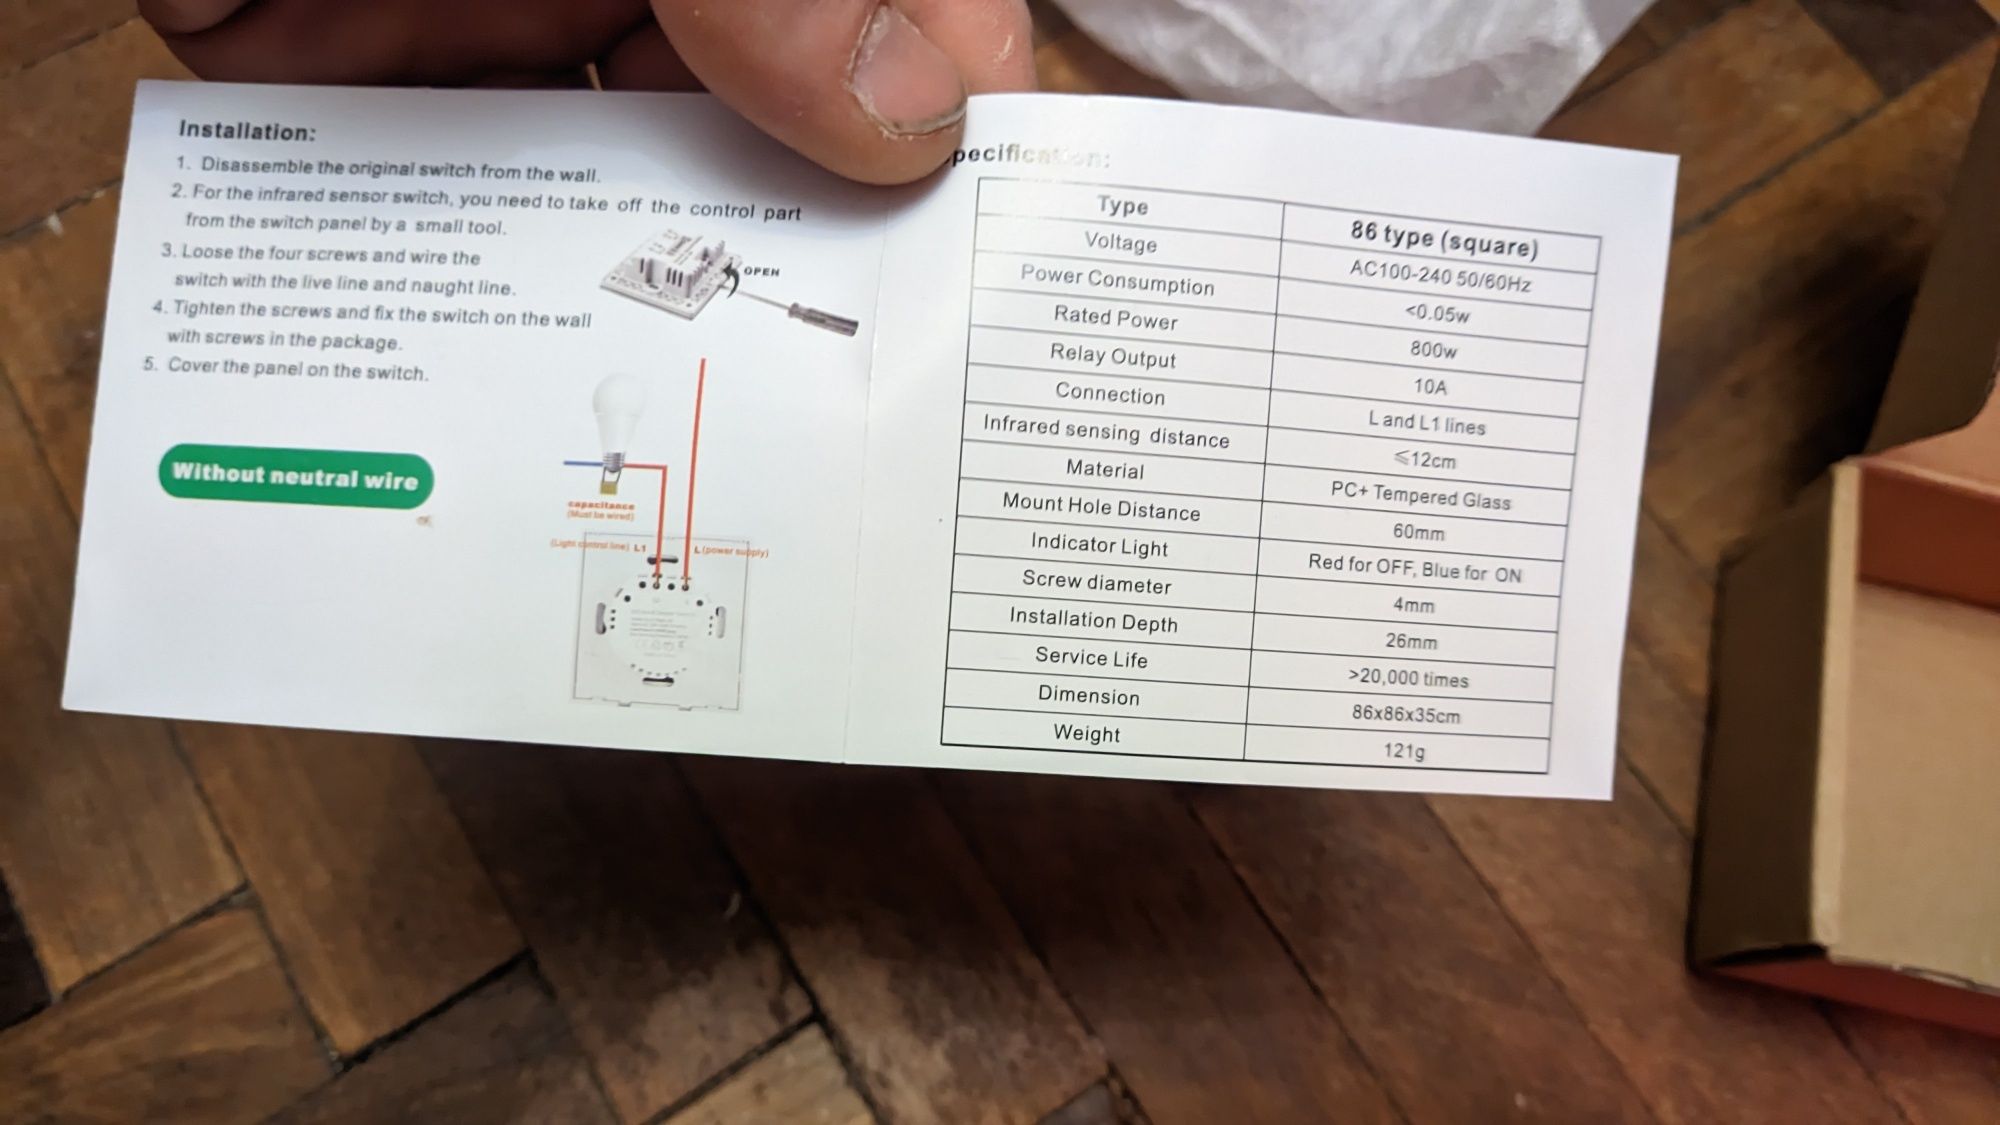 Installation:
1. Disassemble the original switch from the wall.
2. For the infrared sensor switch, you need to take off the control part
from the switch panel by a small tool.
3. Loose the four screws and wire the
switch with the live line and naught line.
4. Tighten the screws and fix the switch on the wall
with screws in the package.
5. Cover the panel on the switch.
OPEN
Without neutral wire
capacitance
(Must be wired)
(Light control line) L1
L (power supply)
pecification:
Type 86 type (square)
Voltage AC100-240 50/60Hz
Power Consumption <0.05w
Rated Power 800w
Relay Output 10A
Connection L and L1 lines
Infrared sensing distance ⩽12cm
Material PC+ Tempered Glass
Mount Hole Distance 60mm
Indicator Light Red for OFF, Blue for ON
Screw diameter 4mm
Installation Depth 26mm
Service Life >20,000 times
Dimension 86x86x35cm
Weight 121g